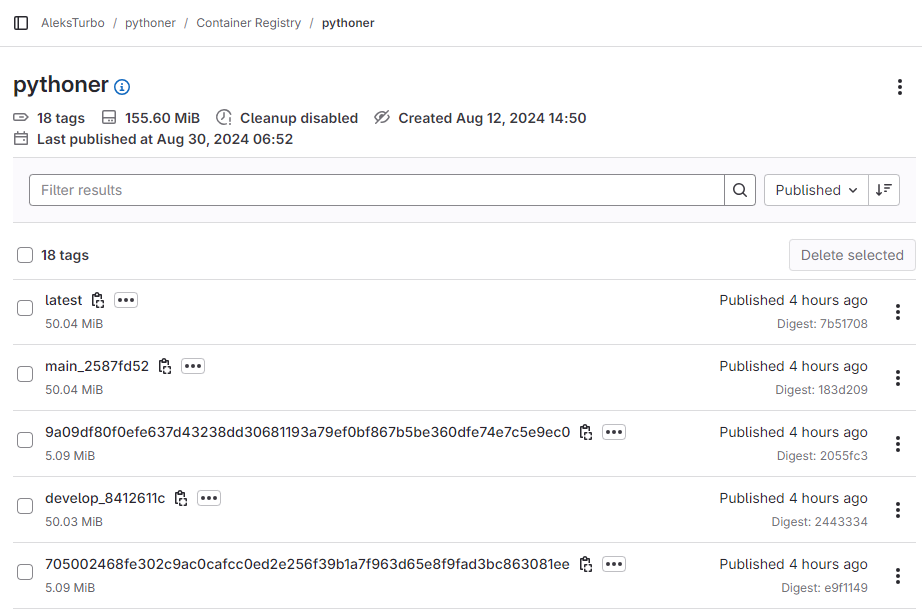 AleksTurbo / pythoner / Container Registry / pythoner
pythoner
18 tags 155.60 MiB Cleanup disabled Created Aug 12, 2024 14:50
Last published at Aug 30, 2024 06:52
Filter results Published
18 tags Delete selected
latest Published 4 hours ago
50.04 MiB Digest: 7b51708
main_2587fd52 Published 4 hours ago
50.04 MiB Digest: 183d209
9a09df80f0efe637d43238dd30681193a79ef0bf867b5be360dfe74e7c5e9ec0 Published 4 hours ago
5.09 MiB Digest: 2055fc3
develop_8412611c Published 4 hours ago
50.03 MiB Digest: 2443334
705002468fe302c9ac0cafcc0ed2e256f39b1a7f963d65e8f9fad3bc863081ee Published 4 hours ago
5.09 MiB Digest: e9f1149